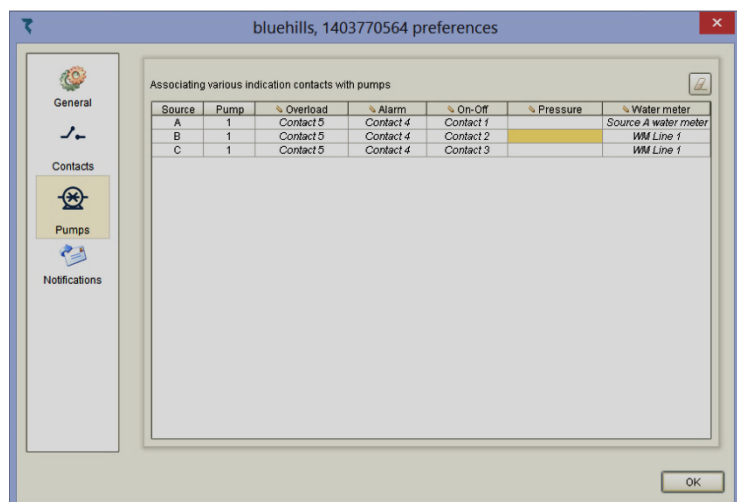 bluehills, 1403770564 preferences
General
Contacts
Pumps
Notifications
Associating various indication contacts with pumps
Source Pump Overload Alarm On-Off Pressure Water meter
A 1 Contact 5 Contact 4 Contact 1 Source A water meter
B 1 Contact 5 Contact 4 Contact 2 WM Line 1
C 1 Contact 5 Contact 4 Contact 3 WM Line 1
OK